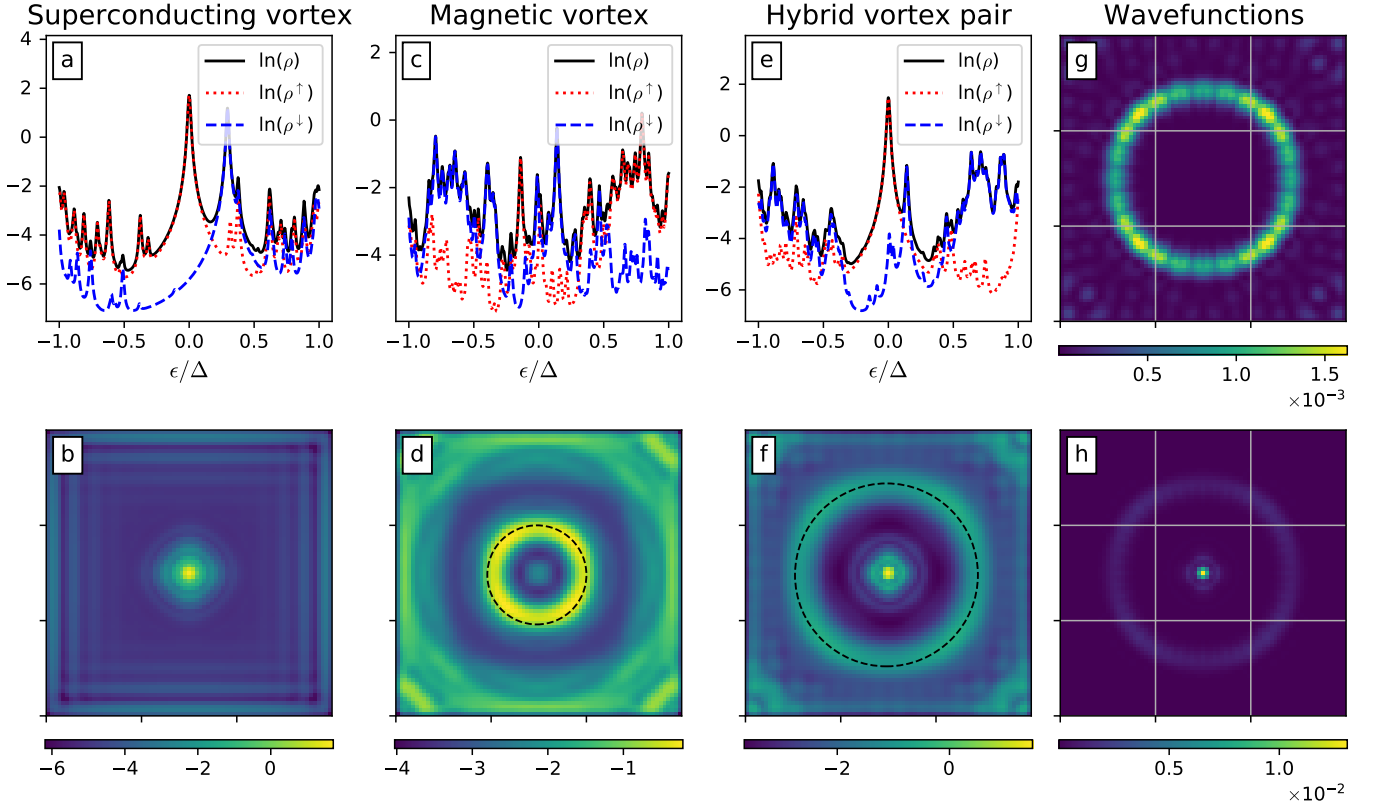 Superconducting vortex
Magnetic vortex
Hybrid vortex pair
Wavefunctions
a
ln(ρ)
ln(ρ↑)
ln(ρ↓)
4
2
0
−2
−4
−6
−1.0 −0.5 0.0 0.5 1.0
ϵ/Δ
c
ln(ρ)
ln(ρ↑)
ln(ρ↓)
2
0
−2
−4
−1.0 −0.5 0.0 0.5 1.0
ϵ/Δ
e
ln(ρ)
ln(ρ↑)
ln(ρ↓)
2
0
−2
−4
−6
−1.0 −0.5 0.0 0.5 1.0
ϵ/Δ
g
0.5 1.0 1.5
×10⁻³
b
−6 −4 −2 0
d
−4 −3 −2 −1
f
−2 0
h
0.5 1.0
×10⁻²